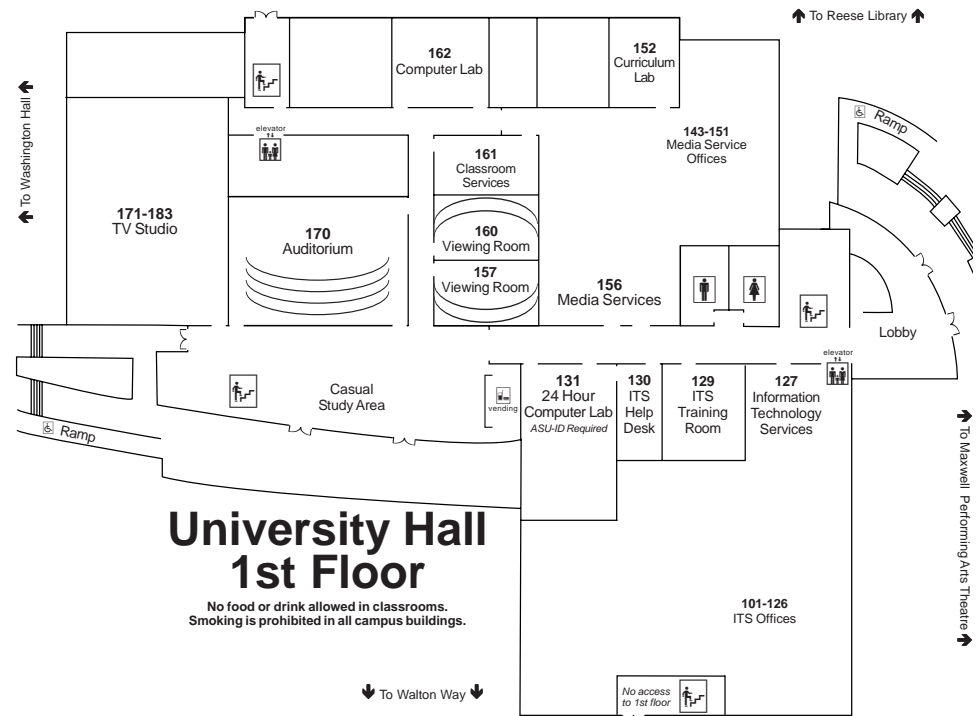 To Reese Library
To Washington Hall
162
Computer Lab
152
Curriculum
Lab
Ramp
elevator
143-151
Media Service
Offices
161
Classroom
Services
171-183
TV Studio
170
Auditorium
160
Viewing Room
157
Viewing Room
156
Media Services
Lobby
elevator
Casual
Study Area
vending
131
24 Hour
Computer Lab
ASU-ID Required
130
ITS
Help
Desk
129
ITS
Training
Room
127
Information
Technology
Services
Ramp
To Maxwell Performing Arts Theatre
University Hall
1st Floor
No food or drink allowed in classrooms.
Smoking is prohibited in all campus buildings.
101-126
ITS Offices
To Walton Way
No access
to 1st floor